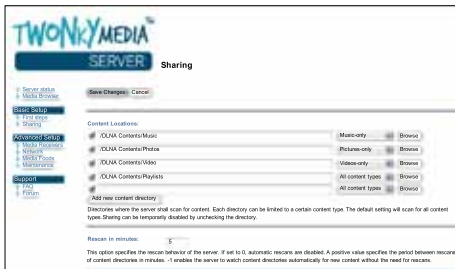 TWONKYMEDIA™
SERVER
Sharing
Server status
Media Browser
Save Changes Cancel
Basic Setup
First steps
Sharing
Advanced Setup
Media Receivers
Network
Media Feeds
Maintenance
Support
FAQ
Forum
Content Locations:
/DLNA Contents/Music Music-only Browse
/DLNA Contents/Photos Pictures-only Browse
/DLNA Contents/Video Videos-only Browse
/DLNA Contents/Playlists All content types Browse
All content types Browse
Add new content directory
Directories where the server shall scan for content. Each directory can be limited to a certain content type. The default setting will scan for all content
types.Sharing can be temporarily disabled by unchecking the directory.
Rescan in minutes: 5
This option specifies the rescan behavior of the server. If set to 0, automatic rescans are disabled. A positive value specifies the period between rescans
of content directories in minutes. -1 enables the server to watch content directories automatically for new content without the need for rescans.